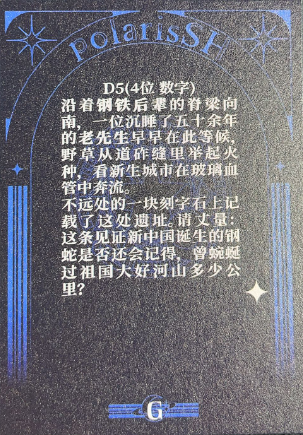 polarisSH
D5(4位 数字)
沿着钢铁后辈的脊梁向
南，一位沉睡了五十余年
的老先生早早在此等候，
野草从道砟缝里举起火
种，看新生城市在玻璃血
管中奔流。
不远处的一块刻字石上记
载了这处遗址。请丈量：
这条见证新中国诞生的钢
蛇是否还会记得，曾蜿蜒
过祖国大好河山多少公
里？
G